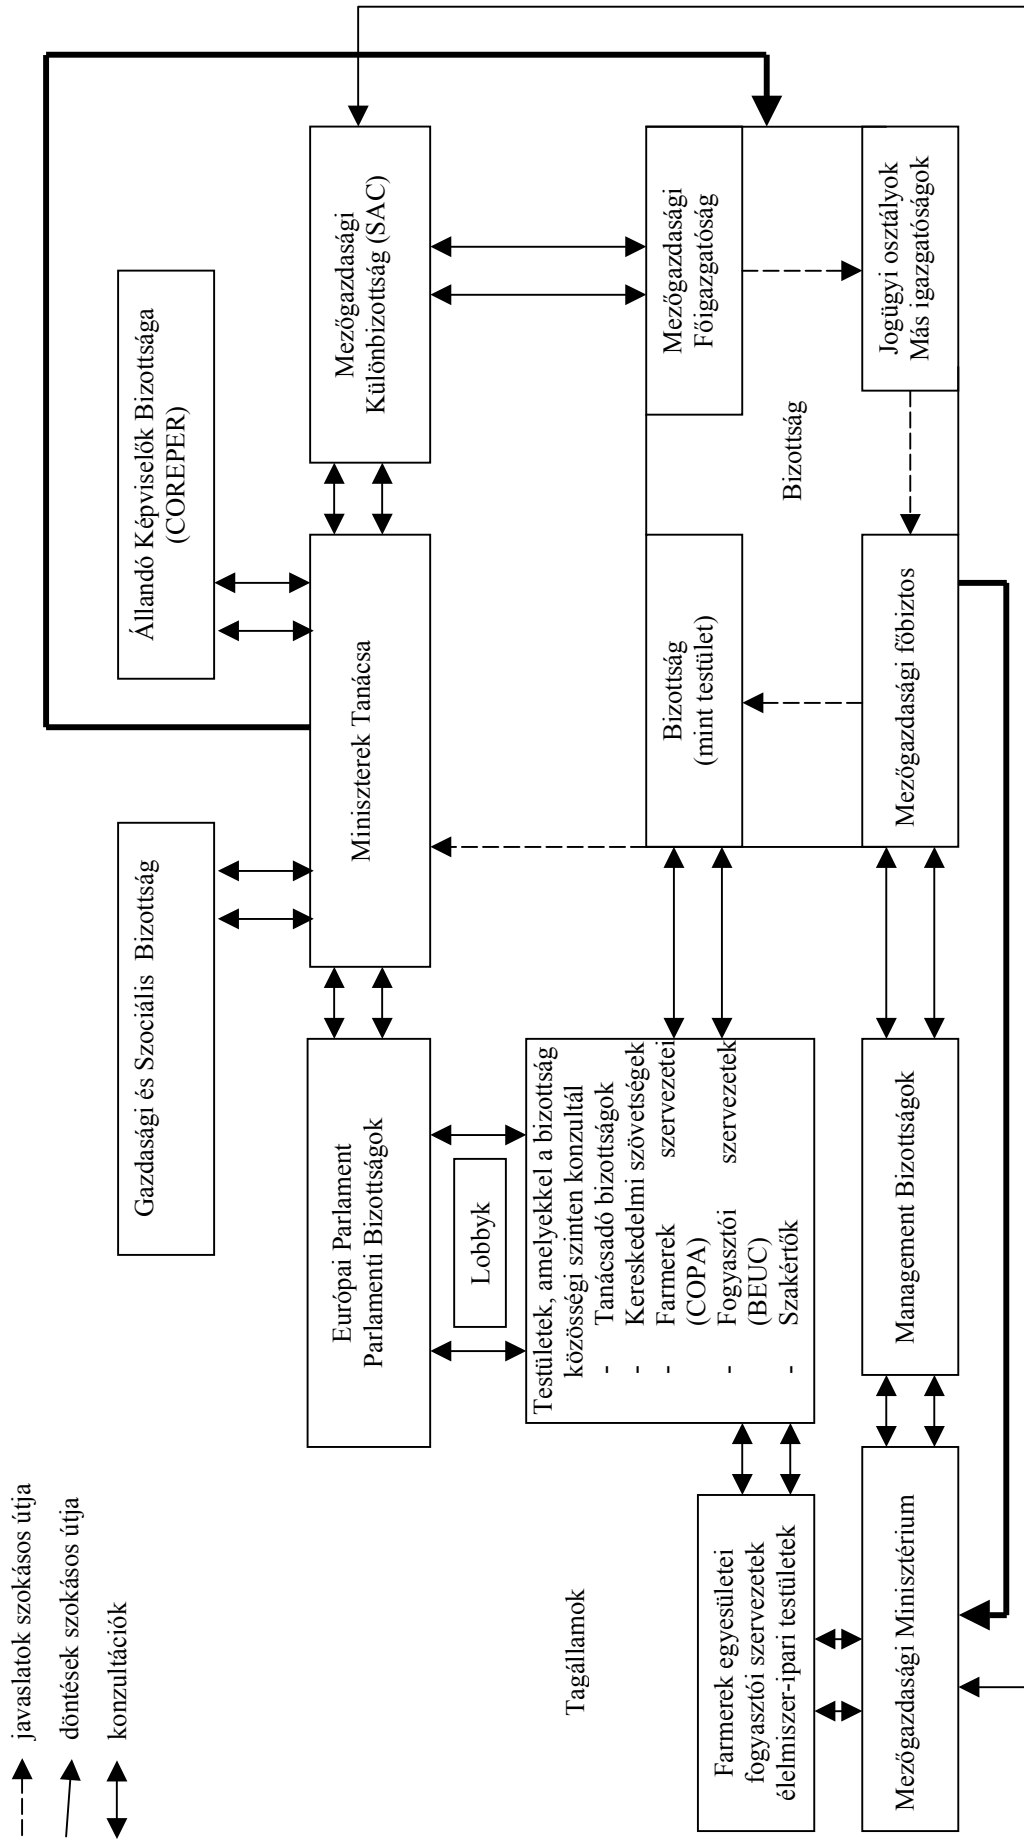 javaslatok szokásos útja
döntések szokásos útja
konzultációk
Gazdasági és Szociális Bizottság
Állandó Képviselők Bizottsága
(COREPER)
Európai Parlament
Parlamenti Bizottságok
Miniszterek Tanácsa
Mezőgazdasági
Különbizottság (SAC)
Lobbyk
Testületek, amelyekkel a bizottság
közösségi szinten konzultál
- Tanácsadó bizottságok
- Kereskedelmi szövetségek
- Farmerek szervezetei
(COPA)
- Fogyasztói szervezetek
(BEUC)
- Szakértők
Tagállamok
Farmerek egyesületei
fogyasztói szervezetek
élelmiszer-ipari testületek
Bizottság
(mint testület)
Mezőgazdasági
Főigazgatóság
Bizottság
Mezőgazdasági Minisztérium
Management Bizottságok
Mezőgazdasági főbiztos
Jogügyi osztályok
Más igazgatóságok